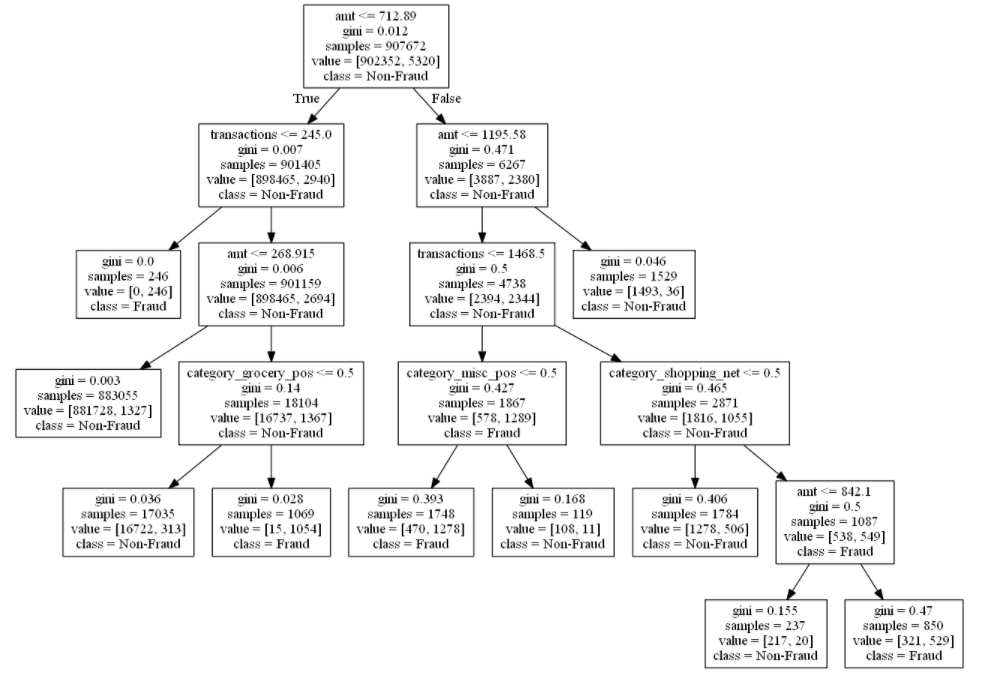 amt <= 712.89
gini = 0.012
samples = 907672
value = [902352, 5320]
class = Non-Fraud
True
False
transactions <= 245.0
gini = 0.007
samples = 901405
value = [898465, 2940]
class = Non-Fraud
amt <= 1195.58
gini = 0.471
samples = 6267
value = [3887, 2380]
class = Non-Fraud
gini = 0.0
samples = 246
value = [0, 246]
class = Fraud
amt <= 268.915
gini = 0.006
samples = 901159
value = [898465, 2694]
class = Non-Fraud
transactions <= 1468.5
gini = 0.5
samples = 4738
value = [2394, 2344]
class = Non-Fraud
gini = 0.046
samples = 1529
value = [1493, 36]
class = Non-Fraud
gini = 0.003
samples = 883055
value = [881728, 1327]
class = Non-Fraud
category_grocery_pos <= 0.5
gini = 0.14
samples = 18104
value = [16737, 1367]
class = Non-Fraud
category_misc_pos <= 0.5
gini = 0.427
samples = 1867
value = [578, 1289]
class = Fraud
category_shopping_net <= 0.5
gini = 0.465
samples = 2871
value = [1816, 1055]
class = Non-Fraud
gini = 0.036
samples = 17035
value = [16722, 313]
class = Non-Fraud
gini = 0.028
samples = 1069
value = [15, 1054]
class = Fraud
gini = 0.393
samples = 1748
value = [470, 1278]
class = Fraud
gini = 0.168
samples = 119
value = [108, 11]
class = Non-Fraud
gini = 0.406
samples = 1784
value = [1278, 506]
class = Non-Fraud
amt <= 842.1
gini = 0.5
samples = 1087
value = [538, 549]
class = Fraud
gini = 0.155
samples = 237
value = [217, 20]
class = Non-Fraud
gini = 0.47
samples = 850
value = [321, 529]
class = Fraud